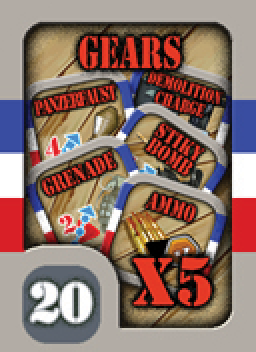 GEARS
PANZERFAUST
DEMOLITION
CHARGE
4
STIKY
BOMB
GRENADE
2
AMMO
X5
20